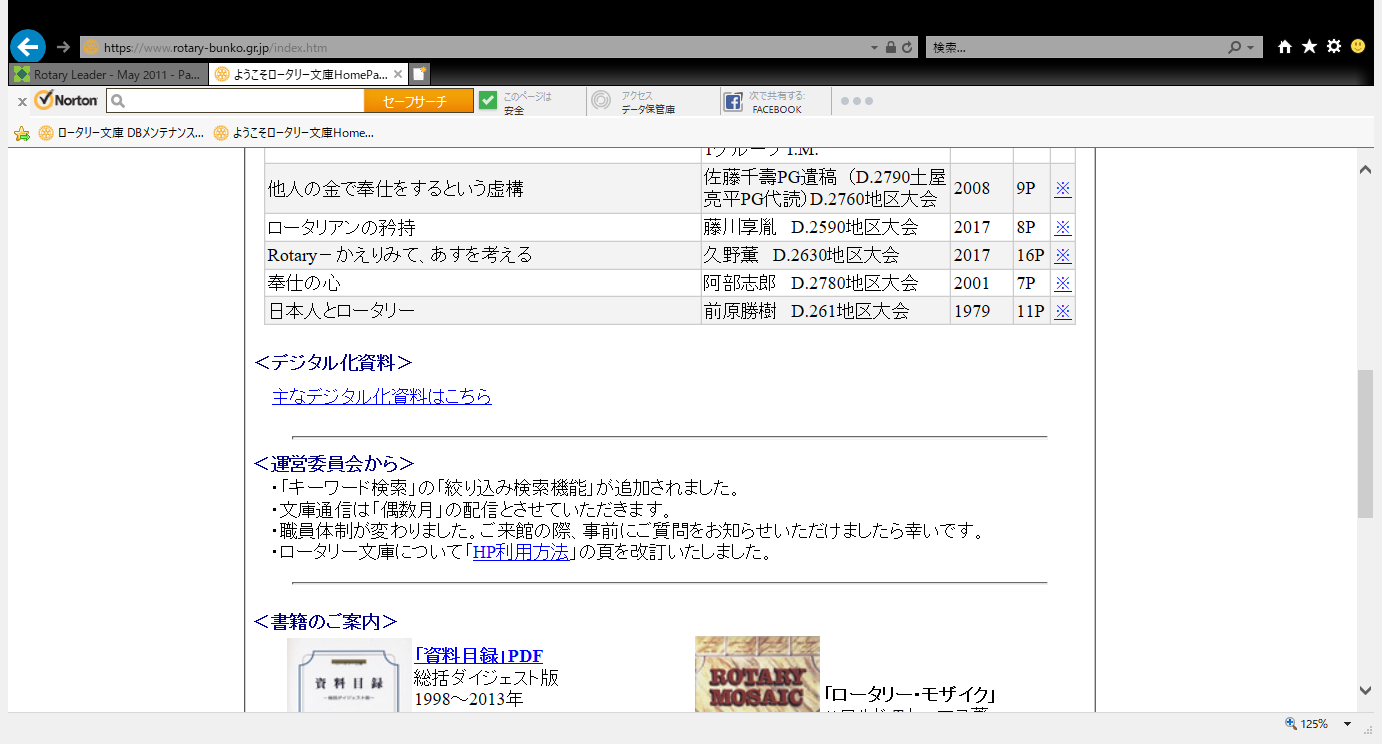 https://www.rotary-bunko.gr.jp/index.htm
検索...
Rotary Leader - May 2011 - Pa...
ようこそロータリー文庫HomePa...
x Norton
セーフサーチ
このページは
安全
アクセス
データ保管庫
次で共有する:
FACEBOOK
ロータリー文庫 DBメンテナンス...
ようこそロータリー文庫Home...
他人の金で奉仕をするという虚構
佐藤千壽PG遺稿 (D.2790土屋
亮平PG代読)D.2760地区大会
2008 9P ※
ロータリアンの矜持 藤川享胤 D.2590地区大会 2017 8P ※
Rotary-かえりみて、あすを考える 久野薫 D.2630地区大会 2017 16P ※
奉仕の心 阿部志郎 D.2780地区大会 2001 7P ※
日本人とロータリー 前原勝樹 D.261地区大会 1979 11P ※
<デジタル化資料>
主なデジタル化資料はこちら
<運営委員会から>
・「キーワード検索」の「絞り込み検索機能」が追加されました。
・文庫通信は「偶数月」の配信とさせていただきます。
・職員体制が変わりました。ご来館の際、事前にご質問をお知らせいただけましたら幸いです。
・ロータリー文庫について「HP利用方法」の頁を改訂いたしました。
<書籍のご案内>
資料目録
「資料目録」PDF
総括ダイジェスト版
1998~2013年
ROTARY
MOSAIC
「ロータリー・モザイク」
125%